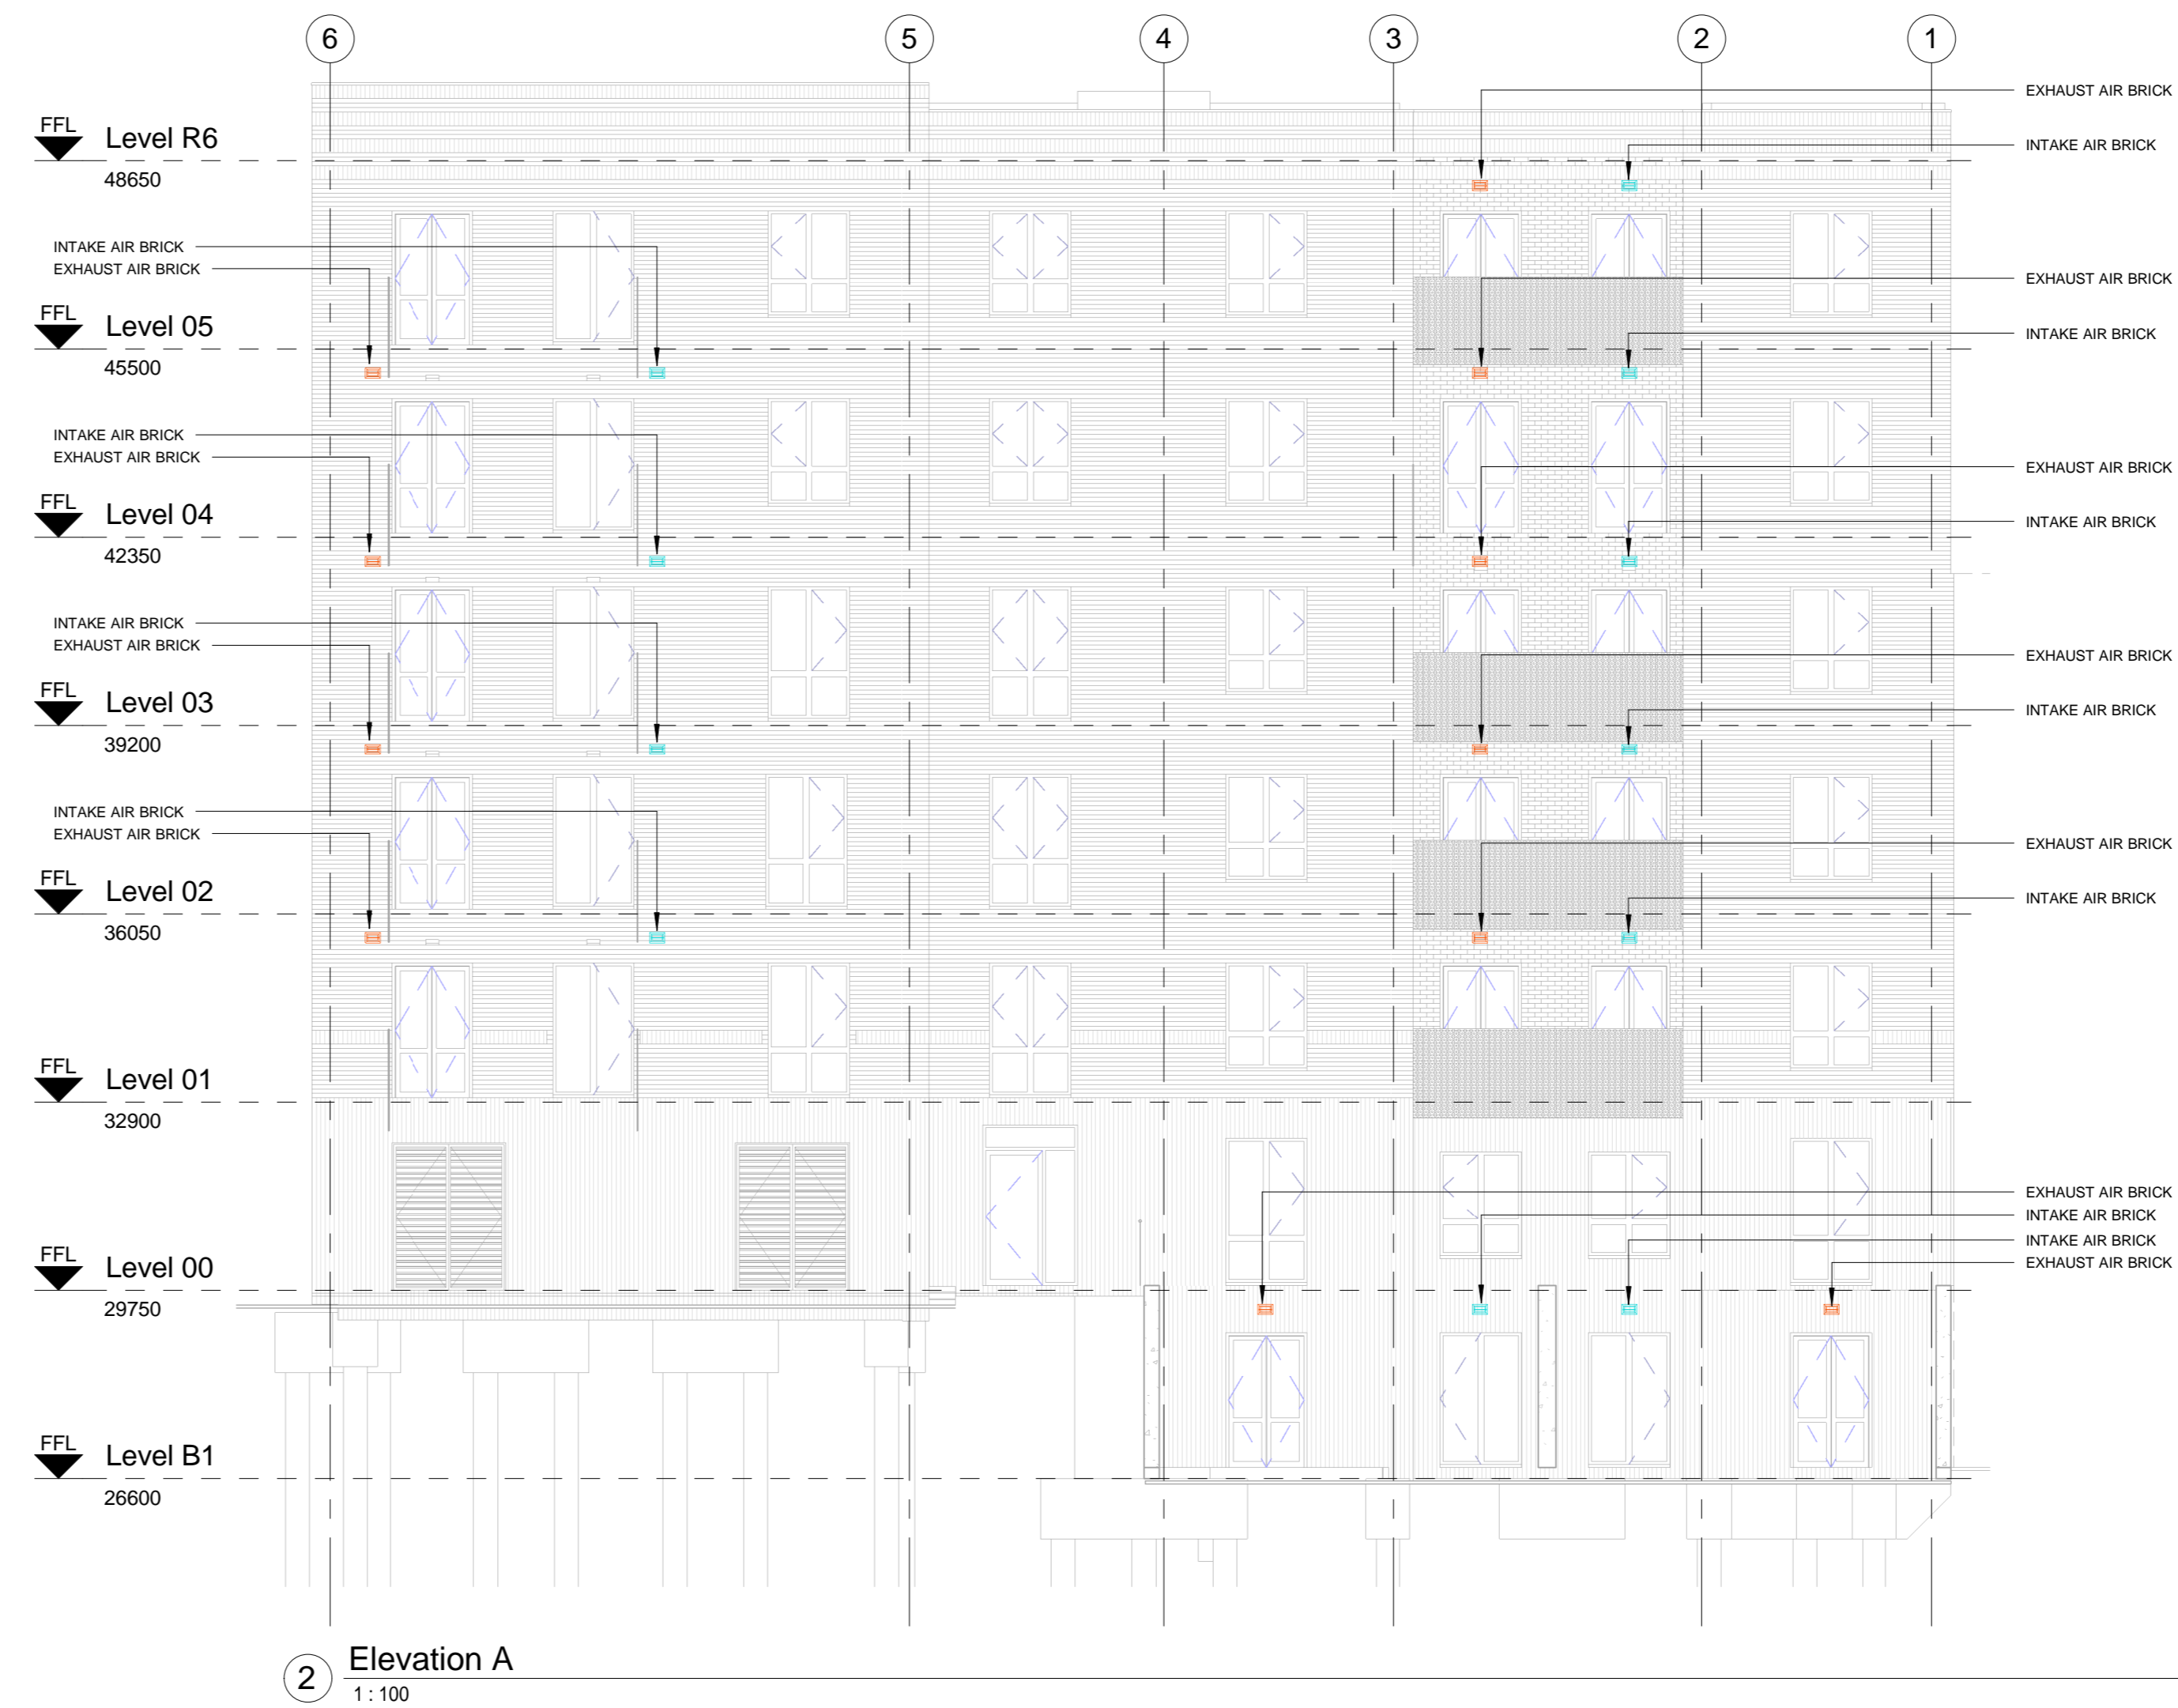 6 5 4 3 2 1
EXHAUST AIR BRICK
FFL Level R6
INTAKE AIR BRICK
48650
INTAKE AIR BRICK
EXHAUST AIR BRICK
EXHAUST AIR BRICK
FFL Level 05
INTAKE AIR BRICK
45500
INTAKE AIR BRICK
EXHAUST AIR BRICK
EXHAUST AIR BRICK
FFL Level 04
INTAKE AIR BRICK
42350
INTAKE AIR BRICK
EXHAUST AIR BRICK
EXHAUST AIR BRICK
FFL Level 03
INTAKE AIR BRICK
39200
INTAKE AIR BRICK
EXHAUST AIR BRICK
EXHAUST AIR BRICK
FFL Level 02
INTAKE AIR BRICK
36050
FFL Level 01
32900
EXHAUST AIR BRICK
INTAKE AIR BRICK
INTAKE AIR BRICK
EXHAUST AIR BRICK
FFL Level 00
29750
FFL Level B1
26600
2 Elevation A
1 : 100